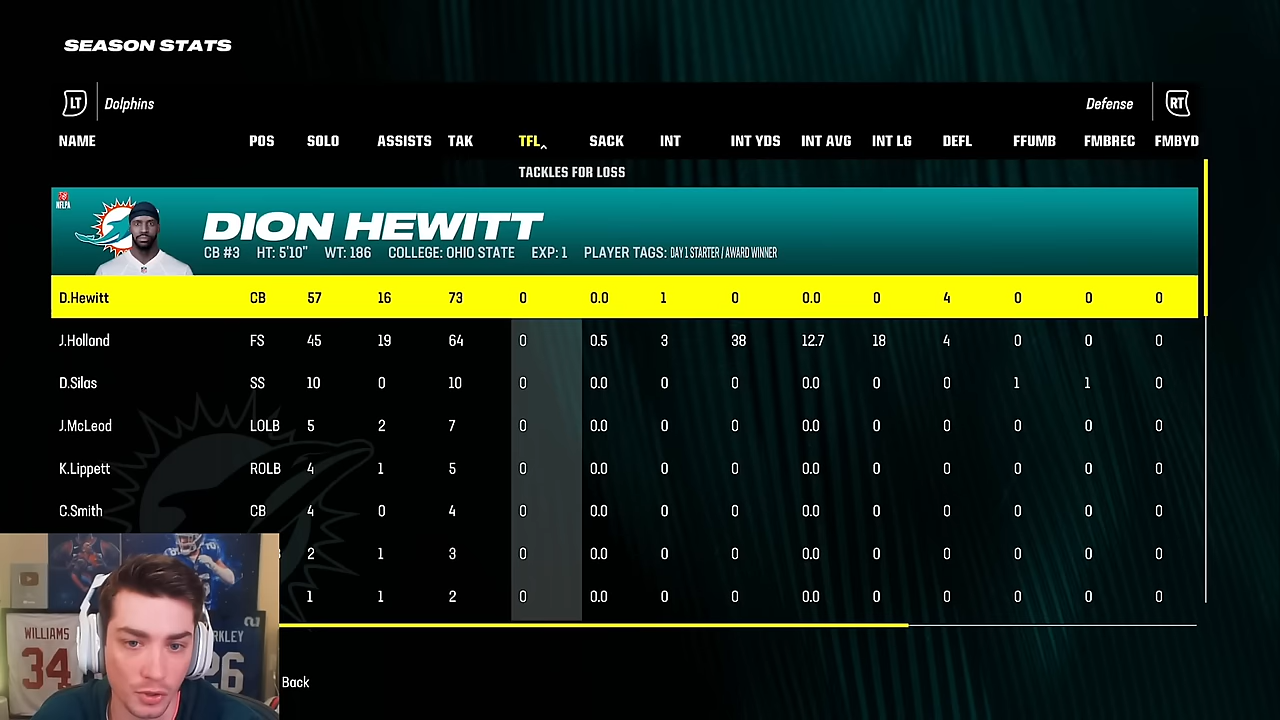 SEASON STATS
LT Dolphins Defense RT
NAME POS SOLO ASSISTS TAK TFL SACK INT INT YDS INT AVG INT LG DEFL FFUMB FMBREC FMBYD
TACKLES FOR LOSS
NFLPA
DION HEWITT
CB #3 HT: 5'10" WT: 186 COLLEGE: OHIO STATE EXP: 1 PLAYER TAGS: DAY 1 STARTER / AWARD WINNER
D.Hewitt CB 57 16 73 0 0.0 1 0 0.0 0 4 0 0 0
J.Holland FS 45 19 64 0 0.5 3 38 12.7 18 4 0 0 0
D.Silas SS 10 0 10 0 0.0 0 0 0.0 0 0 1 1 0
J.McLeod LOLB 5 2 7 0 0.0 0 0 0.0 0 0 0 0 0
K.Lippett ROLB 4 1 5 0 0.0 0 0 0.0 0 0 0 0 0
C.Smith CB 4 0 4 0 0.0 0 0 0.0 0 0 0 0 0
2 1 3 0 0.0 0 0 0.0 0 0 0 0 0
1 1 2 0 0.0 0 0 0.0 0 0 0 0 0
WILLIAMS
34
RKLEY
26
Back